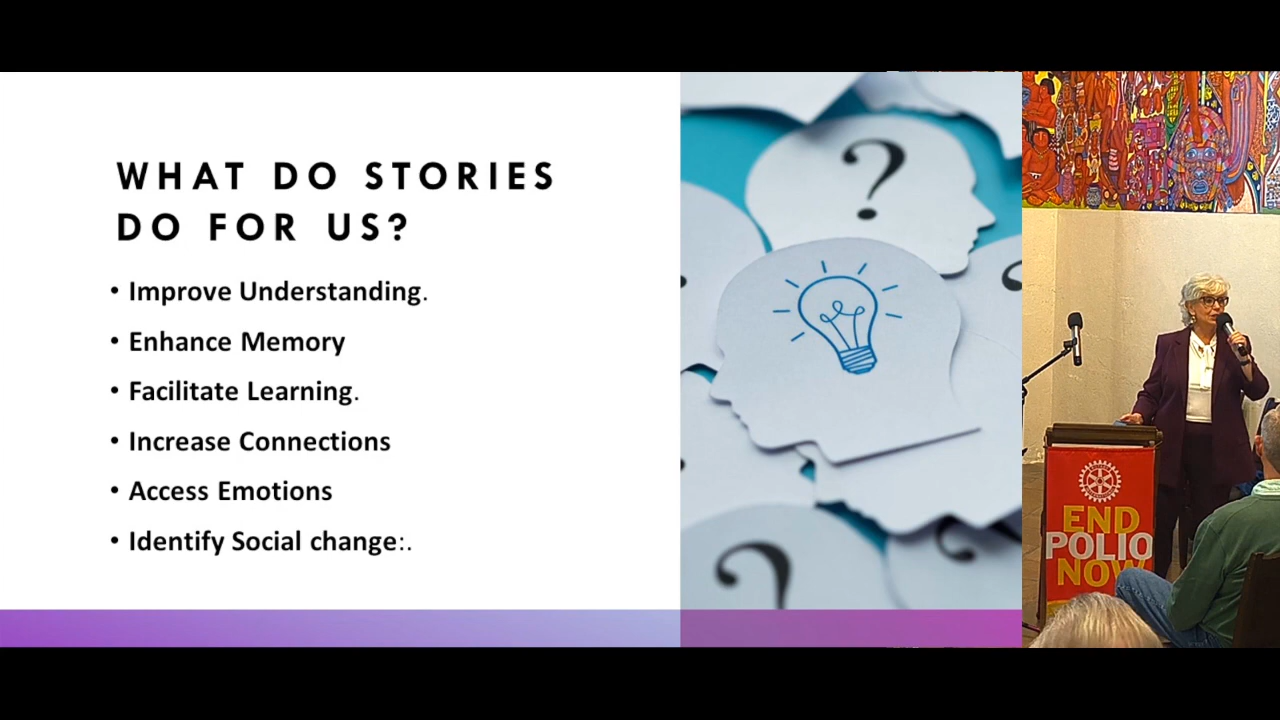 WHAT DO STORIES
DO FOR US?
• Improve Understanding.
• Enhance Memory
• Facilitate Learning.
• Increase Connections
• Access Emotions
• Identify Social change:.
?
?
END
POLIO
NOW